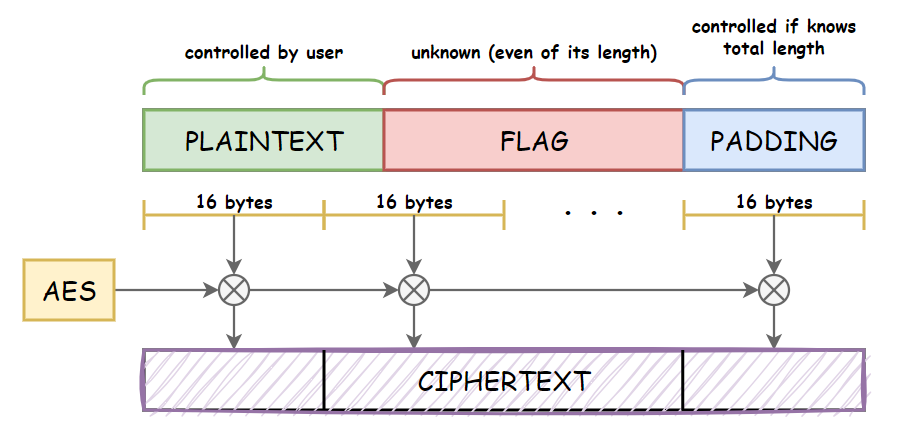 controlled by user
unknown (even of its length)
controlled if knows
total length
PLAINTEXT
FLAG
PADDING
16 bytes
16 bytes
. . .
16 bytes
AES
CIPHERTEXT